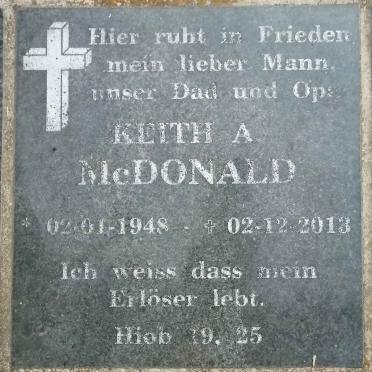 Hier ruht in Frieden
mein lieber Mann,
unser Dad und Opa
KEITH A
McDONALD
* 02-01-1948 - † 02-12-2013
Ich weiss dass mein
Erlöser lebt.
Hiob 19, 25